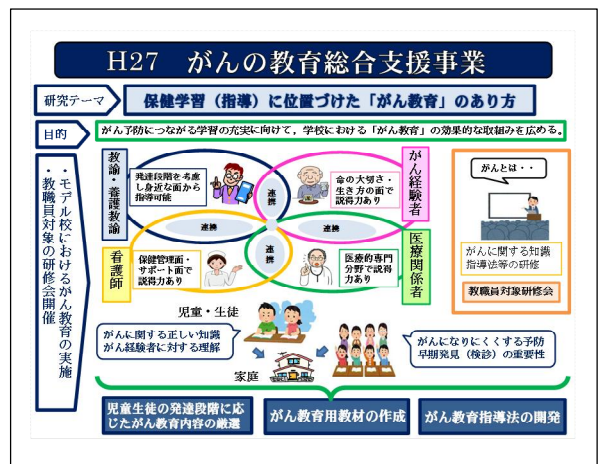 H27 がんの教育総合支援事業
研究テーマ
保健学習（指導）に位置づけた「がん教育」のあり方
目的
がん予防につながる学習の充実に向けて，学校における「がん教育」の効果的な取組みを広める。
・モデル校におけるがん教育の実施
・教職員対象の研修会開催
教諭・養護教諭
発達段階を考慮
し身近な面から
指導可能
連携
命の大切さ・
生き方の面で
説得力あり
がん経験者
連携
連携
看護師
保健管理面・
サポート面で
説得力あり
連携
医療的専門
分野で説得
力あり
医療関係者
がんとは・・
がんに関する知識
指導法等の研修
教職員対象研修会
児童・生徒
がんに関する正しい知識
がん経験者に対する理解
がんになりにくくする予防
早期発見（検診）の重要性
家庭
児童生徒の発達段階に応
じたがん教育内容の厳選
がん教育用教材の作成
がん教育指導法の開発